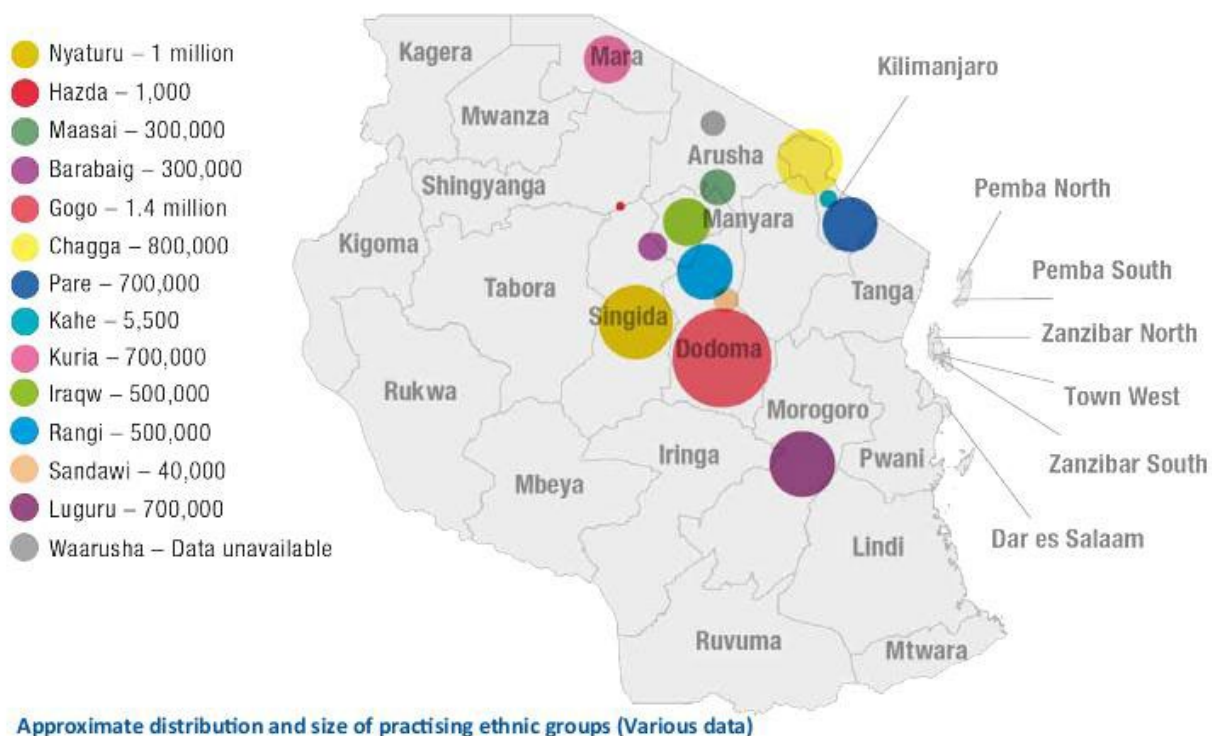 Nyaturu – 1 million
Hazda – 1,000
Maasai – 300,000
Barabaig – 300,000
Gogo – 1.4 million
Chagga – 800,000
Pare – 700,000
Kahe – 5,500
Kuria – 700,000
Iraqw – 500,000
Rangi – 500,000
Sandawi – 40,000
Luguru – 700,000
Waarusha – Data unavailable
Kagera
Mara
Kilimanjaro
Mwanza
Arusha
Shingyanga
Pemba North
Manyara
Kigoma
Pemba South
Tabora
Tanga
Singida
Zanzibar North
Dodoma
Rukwa
Town West
Morogoro
Iringa
Pwani
Zanzibar South
Mbeya
Dar es Salaam
Lindi
Ruvuma
Mtwara
Approximate distribution and size of practising ethnic groups (Various data)